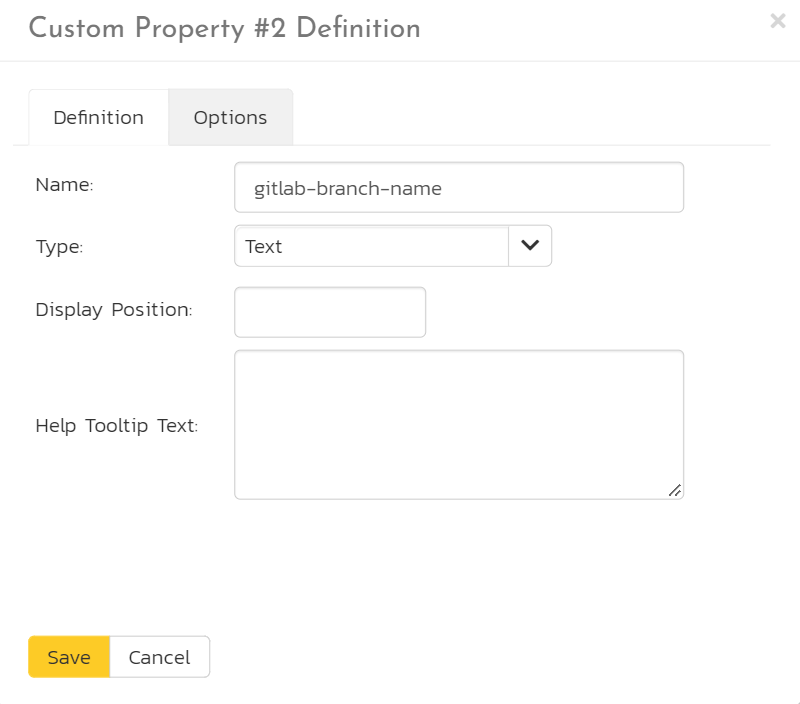 Custom Property #2 Definition
Definition
Options
Name:
gitlab-branch-name
Type:
Text
Display Position:
Help Tooltip Text:
Save
Cancel